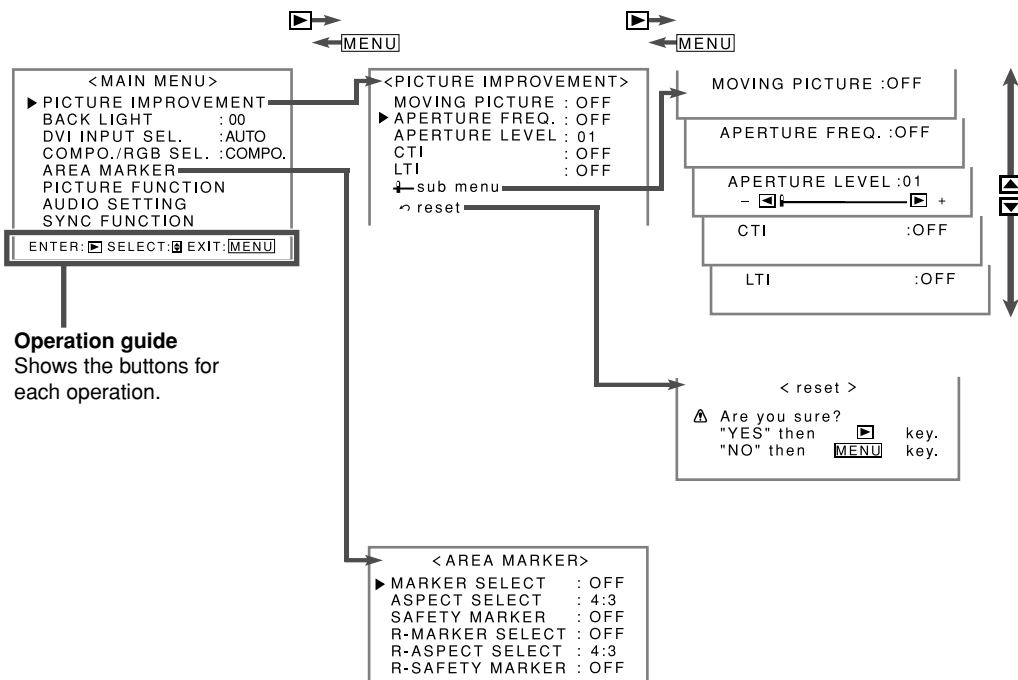 MENU
MENU
<MAIN MENU>
PICTURE IMPROVEMENT
BACK LIGHT : 00
DVI INPUT SEL. :AUTO
COMPO./RGB SEL. :COMPO.
AREA MARKER
PICTURE FUNCTION
AUDIO SETTING
SYNC FUNCTION
ENTER: SELECT: EXIT: MENU
Operation guide
Shows the buttons for
each operation.
<PICTURE IMPROVEMENT>
MOVING PICTURE : OFF
APERTURE FREQ. : OFF
APERTURE LEVEL : 01
CTI : OFF
LTI : OFF
sub menu
reset
MOVING PICTURE :OFF
APERTURE FREQ. :OFF
APERTURE LEVEL :01
– +
CTI :OFF
LTI :OFF
< reset >
Are you sure?
"YES" then key.
"NO" then MENU key.
<AREA MARKER>
MARKER SELECT : OFF
ASPECT SELECT : 4:3
SAFETY MARKER : OFF
R-MARKER SELECT : OFF
R-ASPECT SELECT : 4:3
R-SAFETY MARKER : OFF